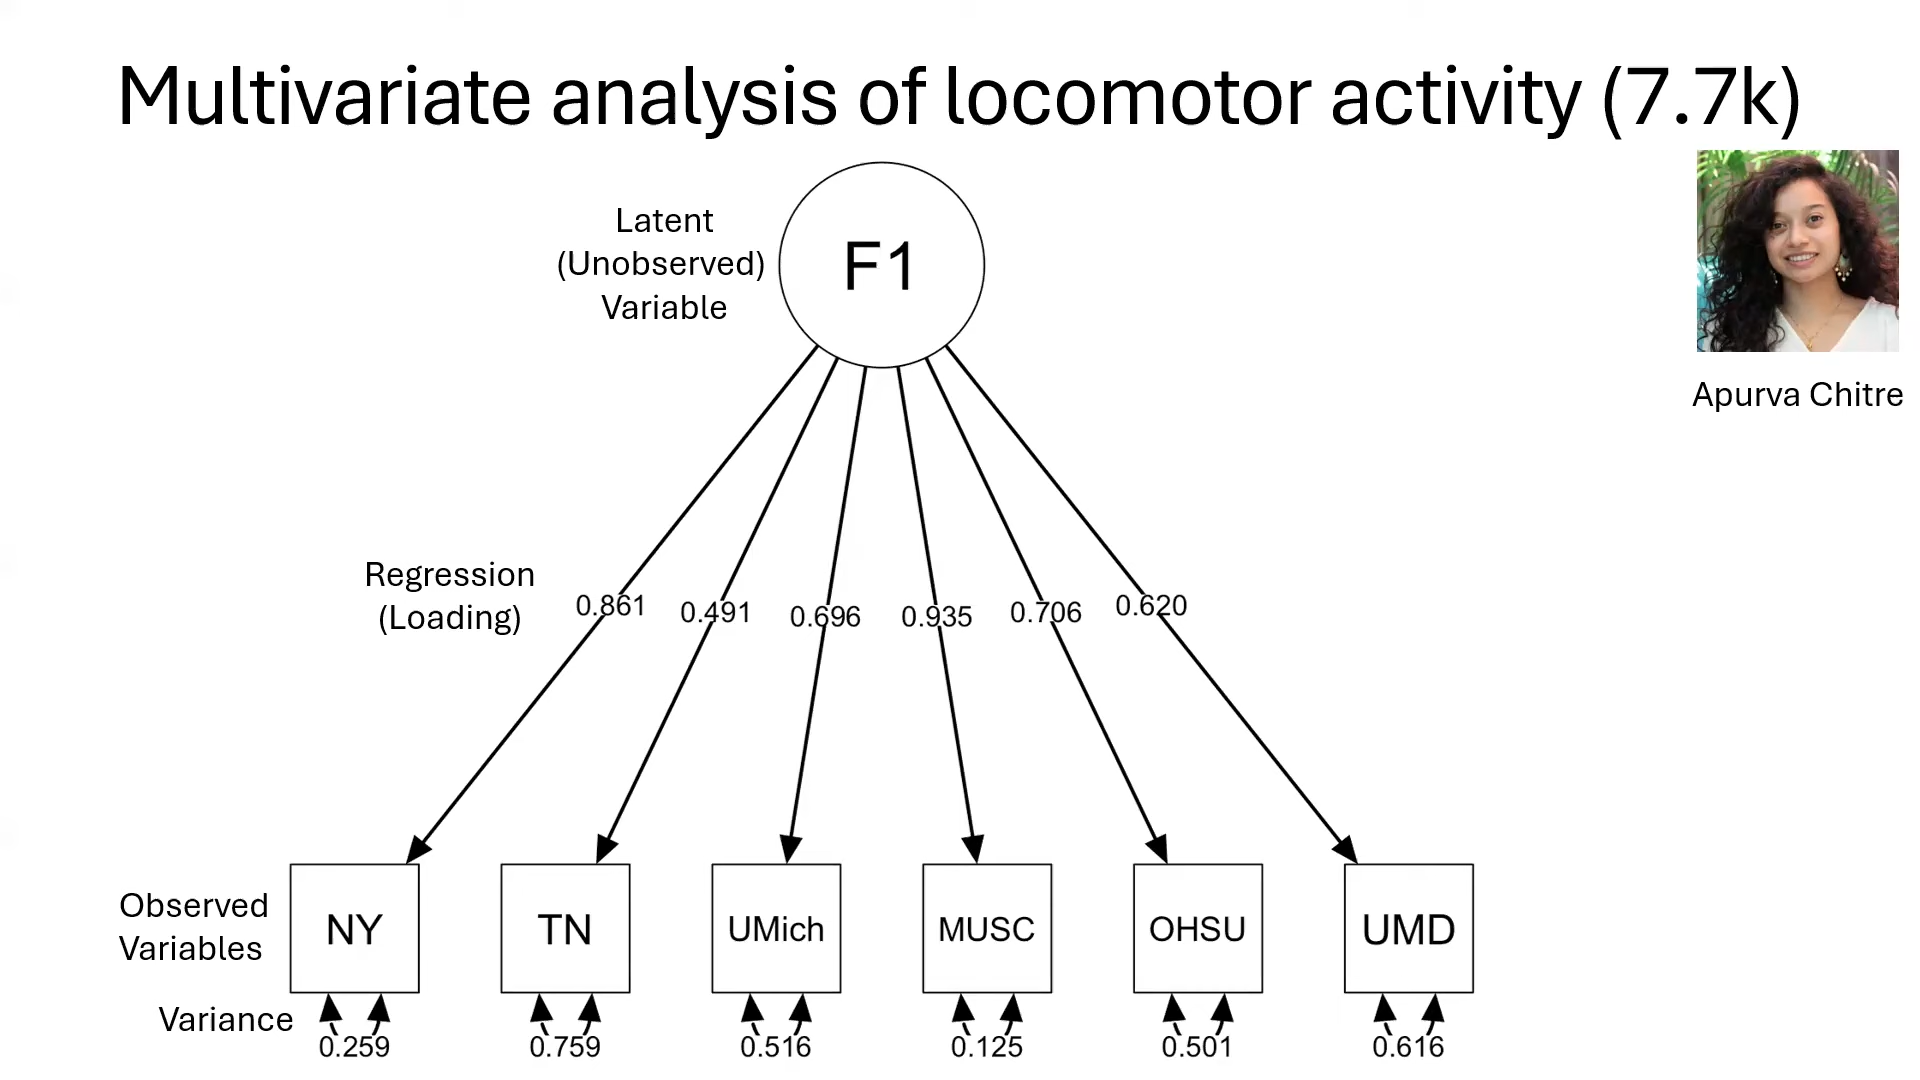 Multivariate analysis of locomotor activity (7.7k)
Latent
(Unobserved)
Variable
F1
Apurva Chitre
Regression
(Loading)
0.861
0.491
0.696
0.935
0.706
0.620
Observed
Variables
NY
TN
UMich
MUSC
OHSU
UMD
Variance
0.259
0.759
0.516
0.125
0.501
0.616